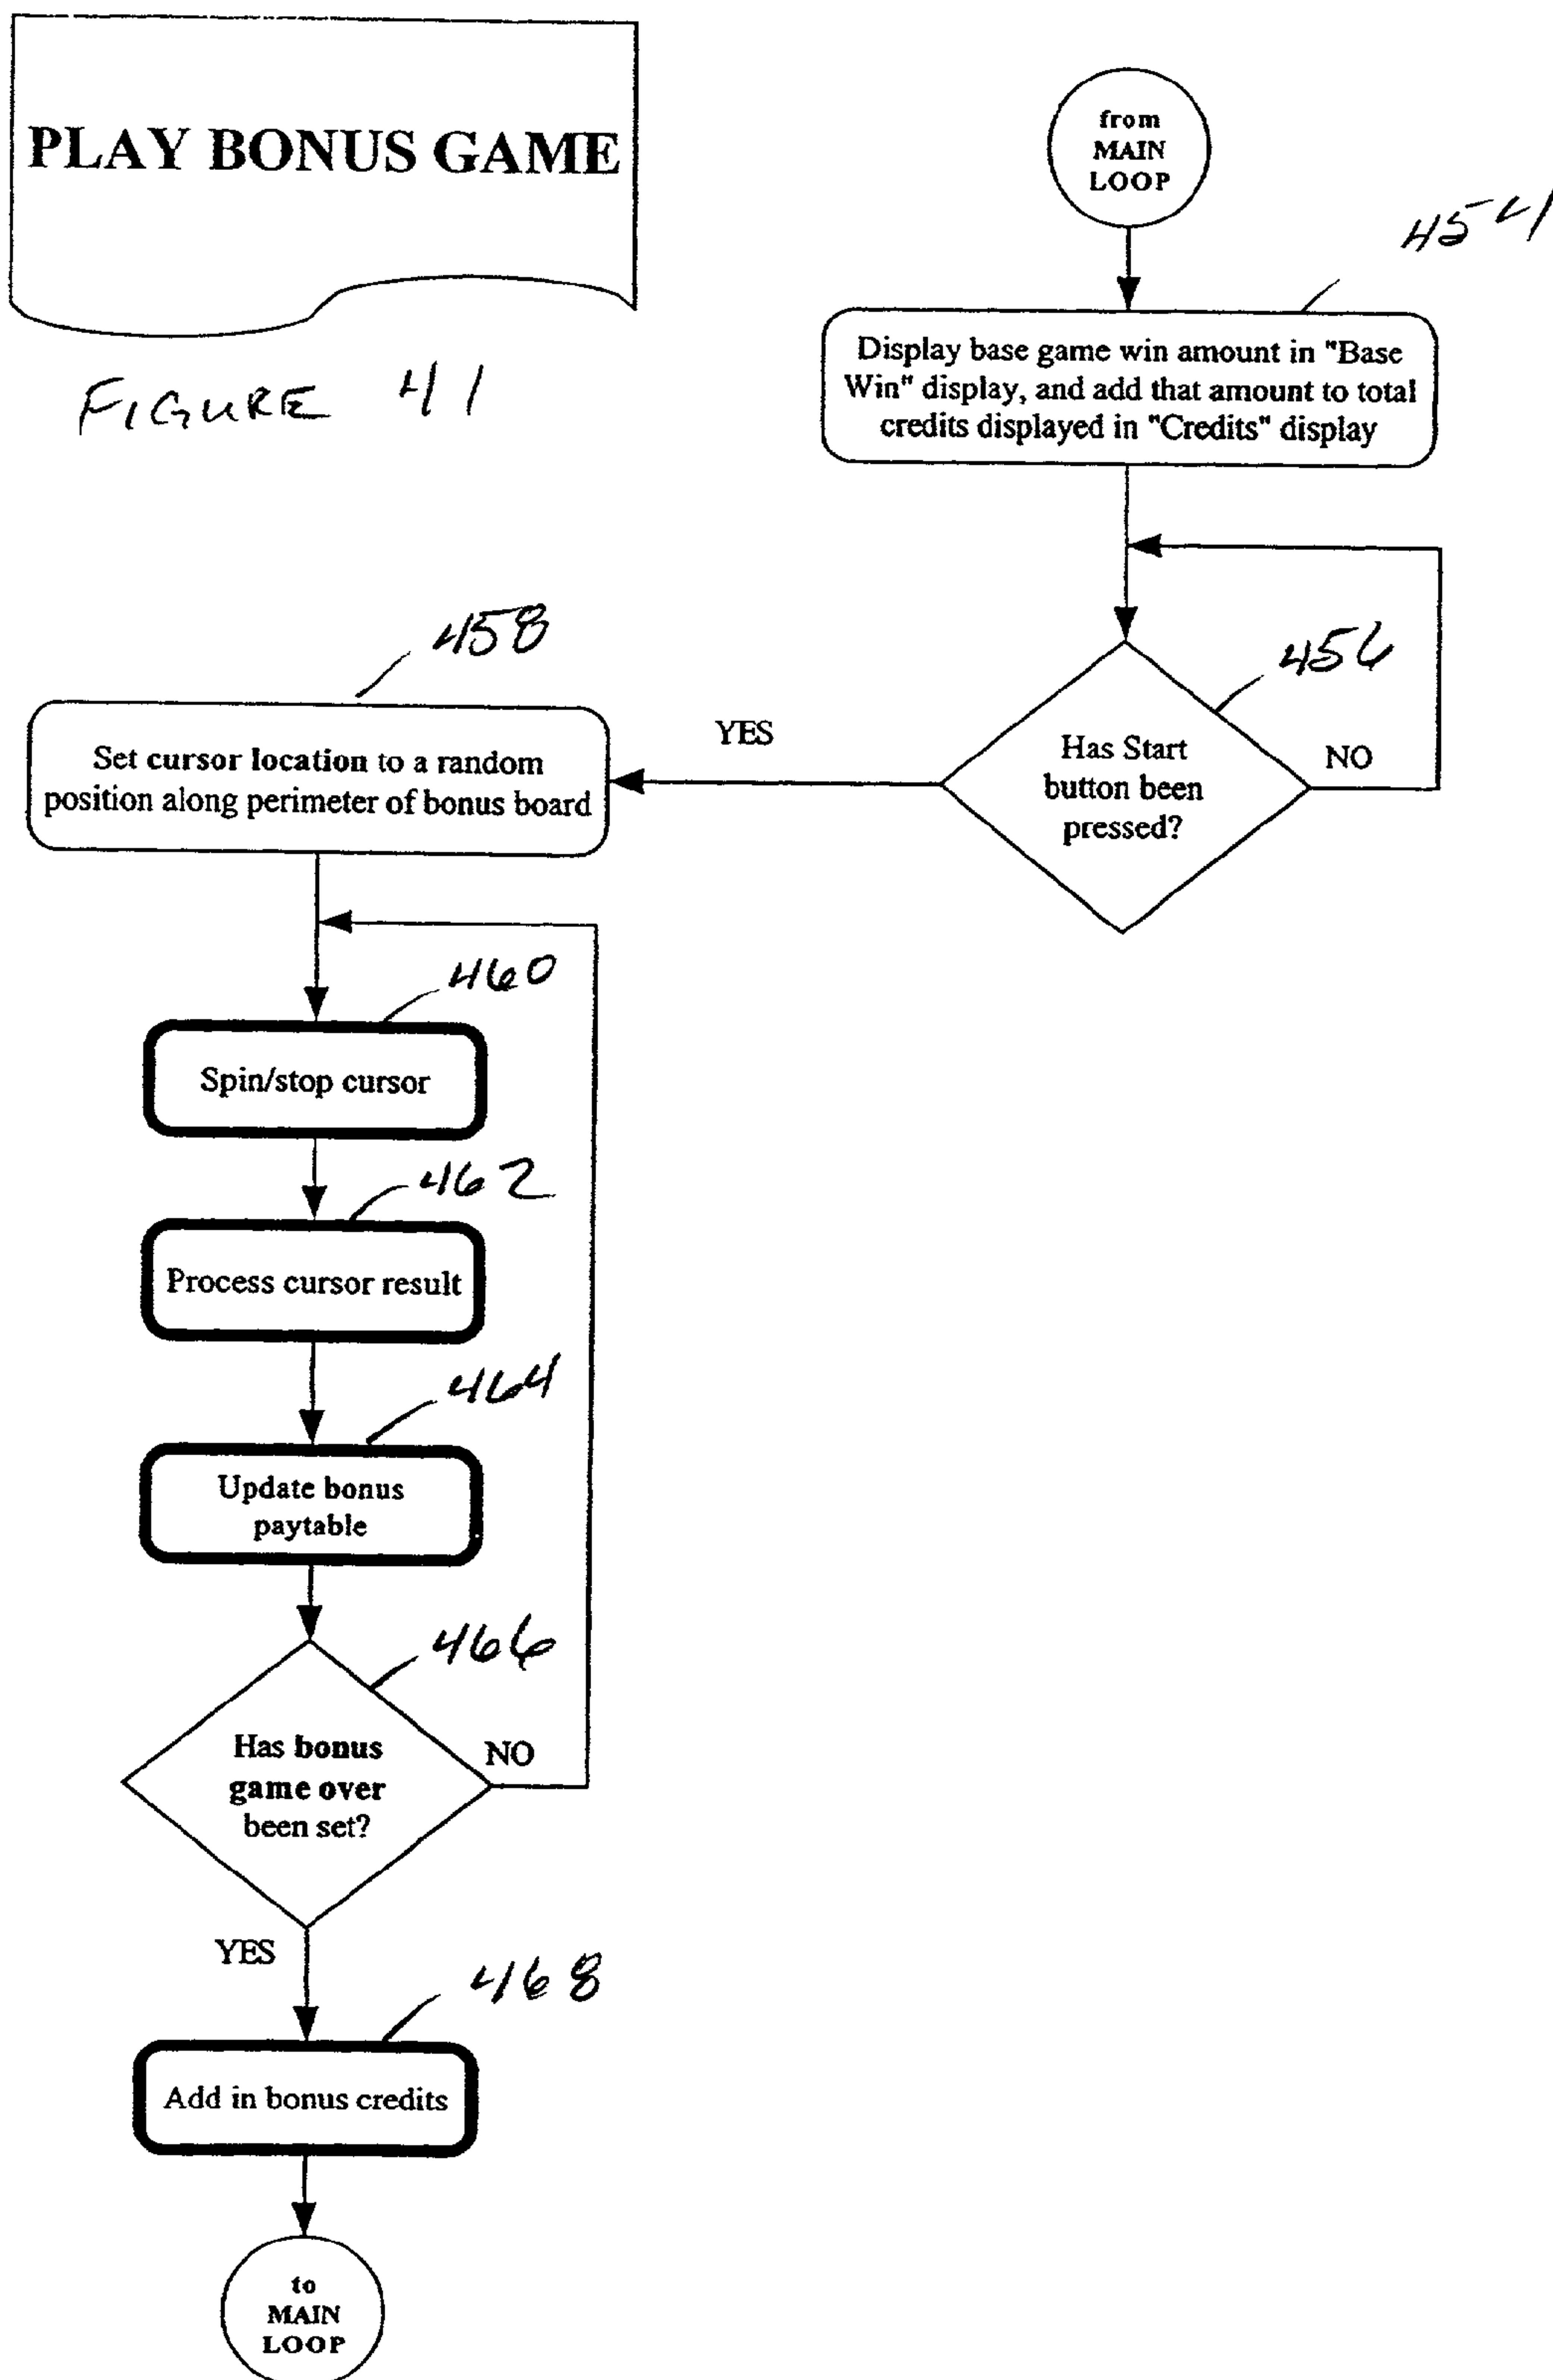 PLAY BONUS GAME
FIGURE 41
from
MAIN
LOOP
454
Display base game win amount in "Base
Win" display, and add that amount to total
credits displayed in "Credits" display
456
Has Start
button been
pressed?
NO
YES
458
Set cursor location to a random
position along perimeter of bonus board
460
Spin/stop cursor
462
Process cursor result
464
Update bonus
paytable
466
Has bonus
game over
been set?
NO
YES
468
Add in bonus credits
to
MAIN
LOOP